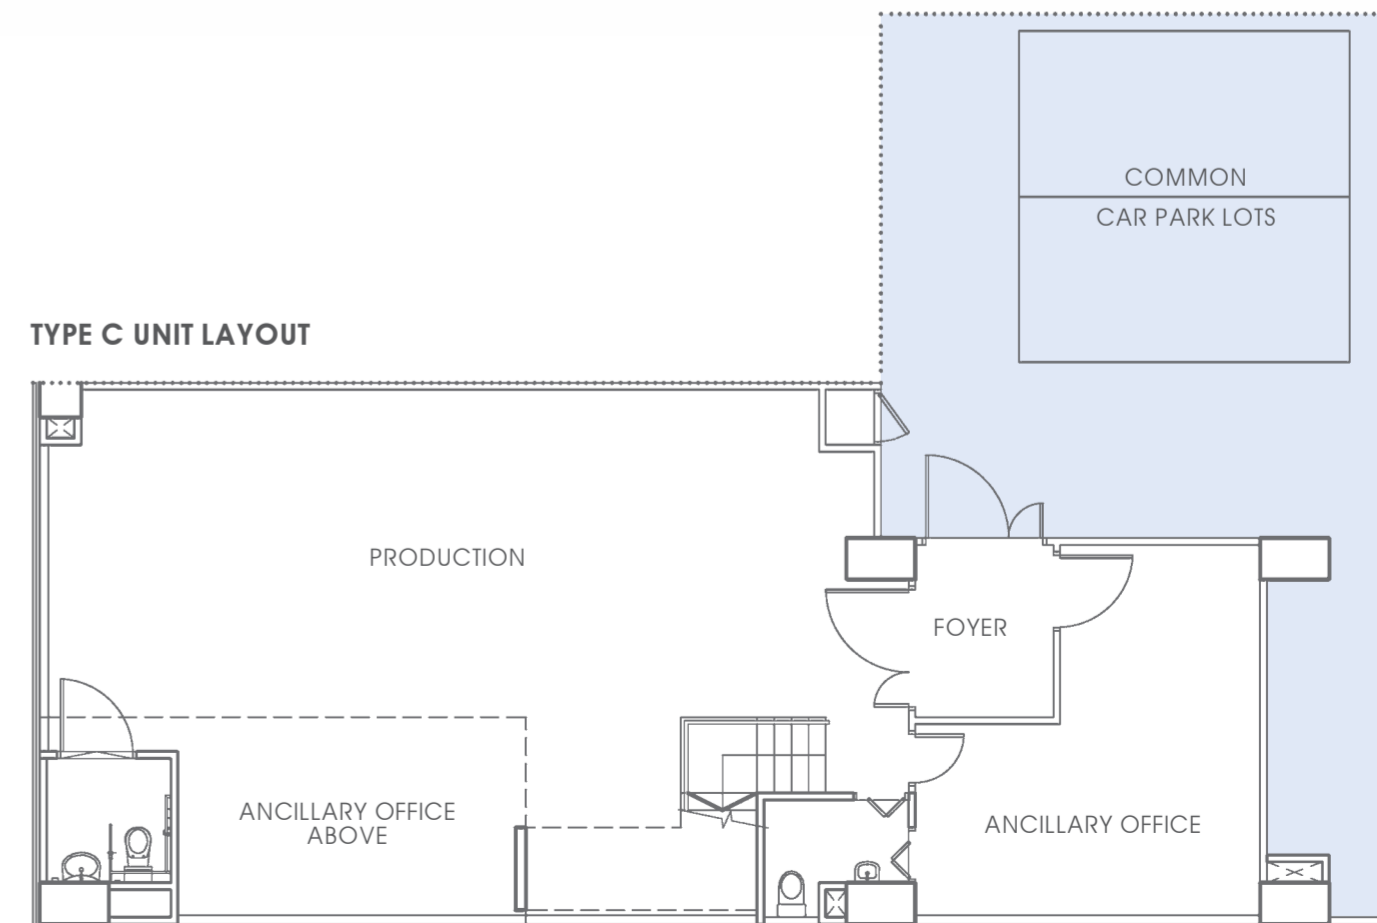 COMMON
CAR PARK LOTS
TYPE C UNIT LAYOUT
PRODUCTION
FOYER
ANCILLARY OFFICE
ABOVE
ANCILLARY OFFICE